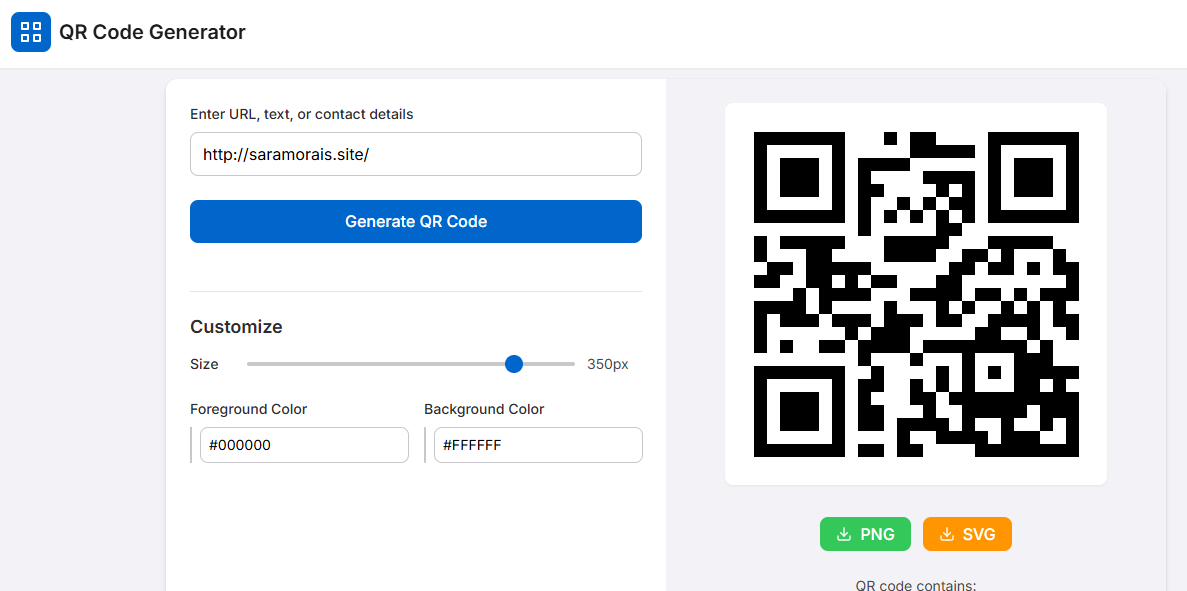 QR Code Generator
Enter URL, text, or contact details
http://saramorais.site/
Generate QR Code
Customize
Size
350px
Foreground Color
Background Color
#000000
#FFFFFF
PNG
SVG
QR code contains: